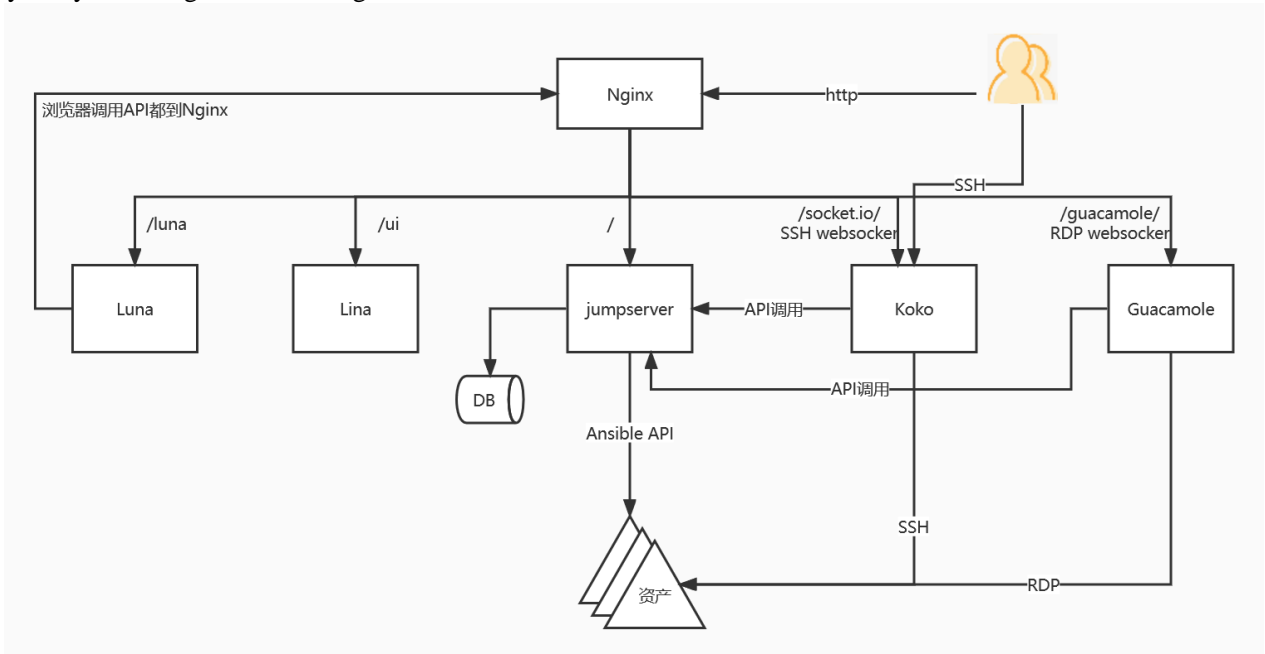 Nginx
http
浏览器调用API都到Nginx
SSH
/luna
/ui
/
/socket.io/
SSH websocker
/guacamole/
RDP websocker
Luna
Lina
jumpserver
API调用
Koko
Guacamole
API调用
DB
Ansible API
SSH
资产
RDP